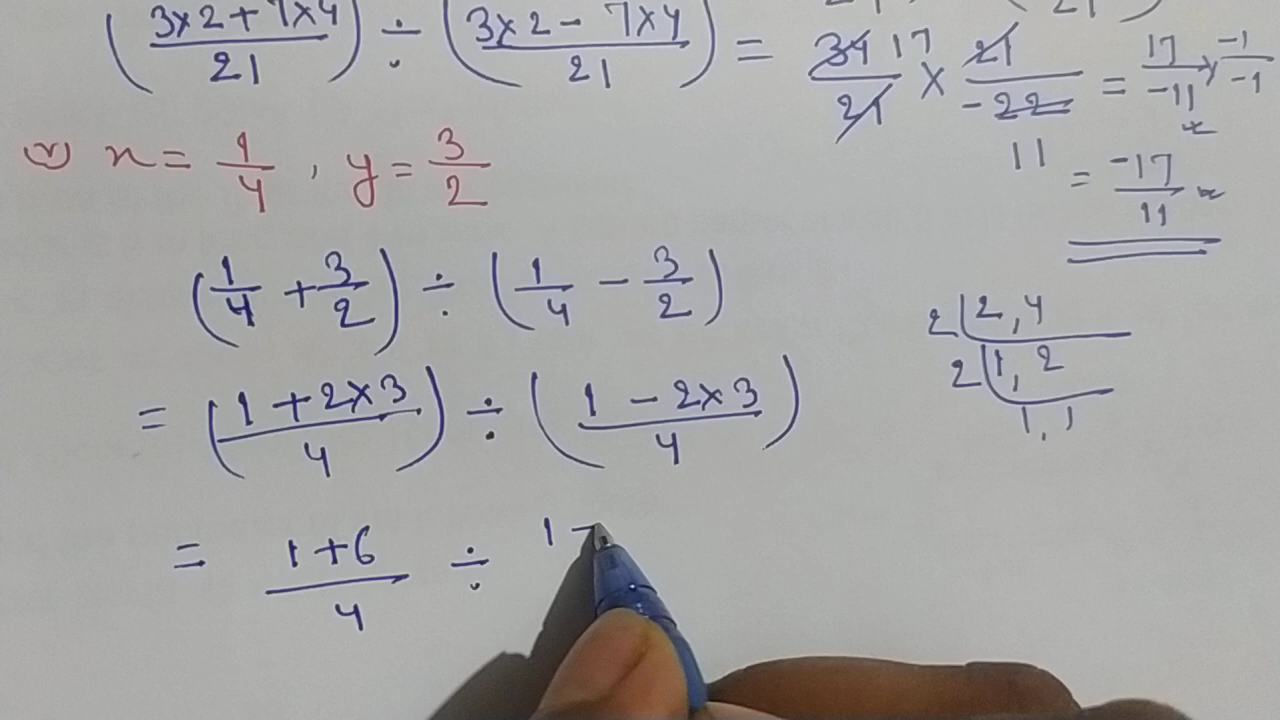 (3×2+7×4/21) ÷ (3×2-7×4/21) = 34 17/21 × 21/-22 11 = 17/-11 × -1/-1
= -17/11
v) x = 1/4 , y = 3/2
(1/4 + 3/2) ÷ (1/4 - 3/2)
= (1+2×3/4) ÷ (1-2×3/4)
= 1+6/4 ÷ 1-
2 | 2, 4
2 | 1, 2
1, 1